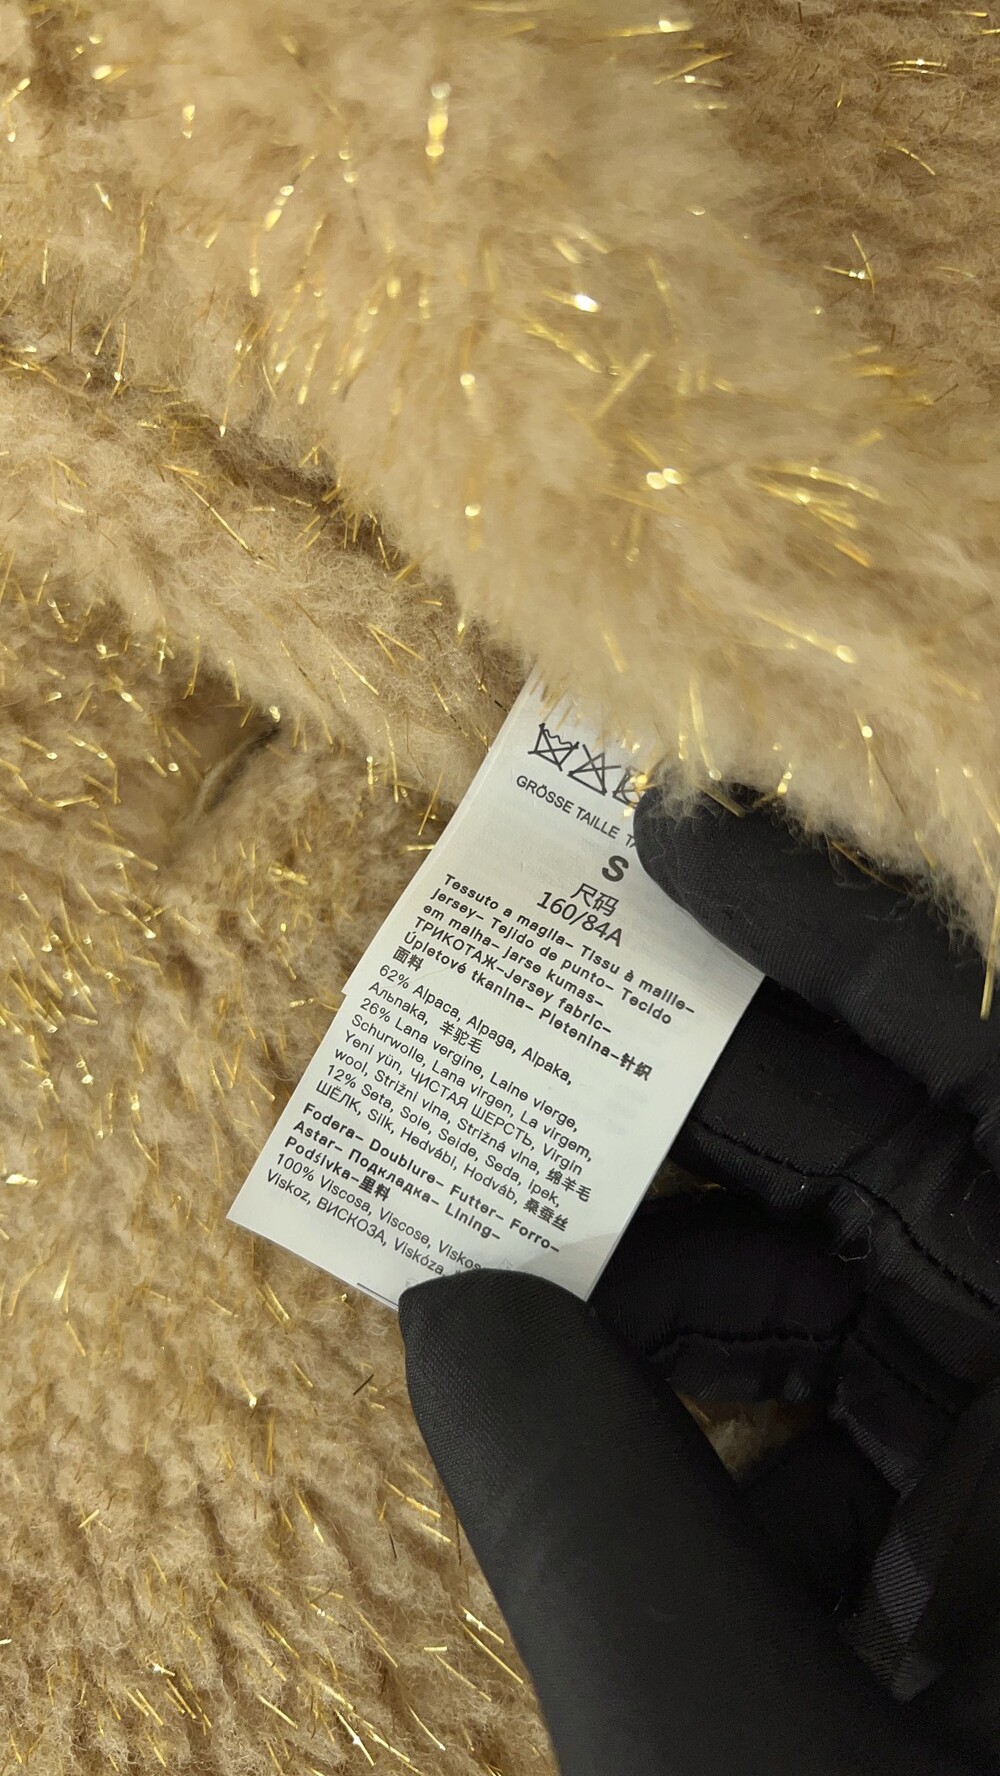 GRÖSSE TAILLE
S
尺码
160/84A
Tessuto a maglia– Tissu à maille–
Jersey– Tejido de punto– Tecido
em malha– Jarse kumas–
ТРИКОТАЖ–Jersey fabric–
Úpletové tkanina– Pletenina–针织
面料
62% Alpaca, Alpaga, Alpaka,
Альпака, 羊驼毛
26% Lana vergine, Laine vierge,
Schurwolle, Lana virgen, La virgem,
Yeni yün, ЧИСТАЯ ШЕРСТЬ, Virgin
wool, Strižni vlna, Strižná vlna, 绵羊毛
12% Seta, Soie, Seide, Seda, Ipek,
ШЁЛК, Silk, Hedvábí, Hodváb, 桑蚕丝
Fodera– Doublure– Futter– Forro–
Astar– Подкладка– Lining–
Podšívka–里料
100% Viscosa, Viscose,
Viskoz, ВИСКОЗА, Viskóza,